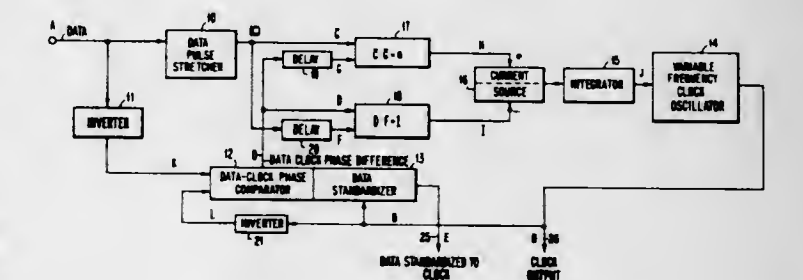 A
DATA
10
DATA
PULSE
STRETCHER
C
17
DELAY
19
G
H
+
14
VARIABLE
FREQUENCY
CLOCK
OSCILLATOR
16
CURRENT
SOURCE
15
INTEGRATOR
J
11
INVERTER
D
18
D·F=I
DELAY
20
F
I
K
D
DATA CLOCK PHASE DIFFERENCE
12
DATA-CLOCK PHASE
COMPARATOR
13
DATA
STANDARDIZER
L
INVERTER
21
B
25
E
B
26
DATA STANDARDIZED TO
CLOCK
CLOCK
OUTPUT